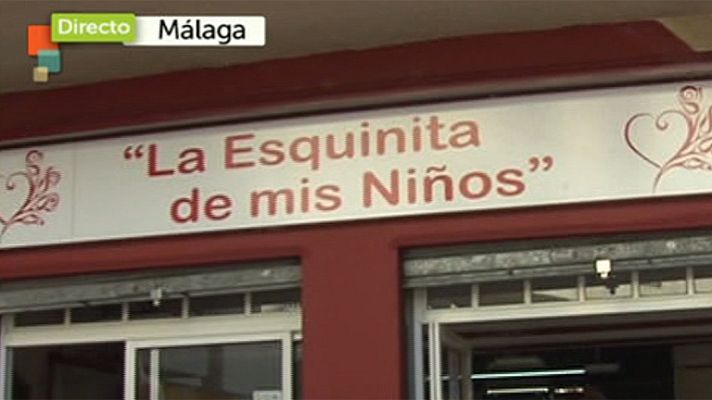 Directo Málaga
"La Esquinita
de mis Niños"